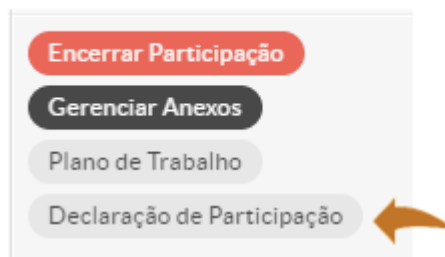 Encerrar Participação
Gerenciar Anexos
Plano de Trabalho
Declaração de Participação